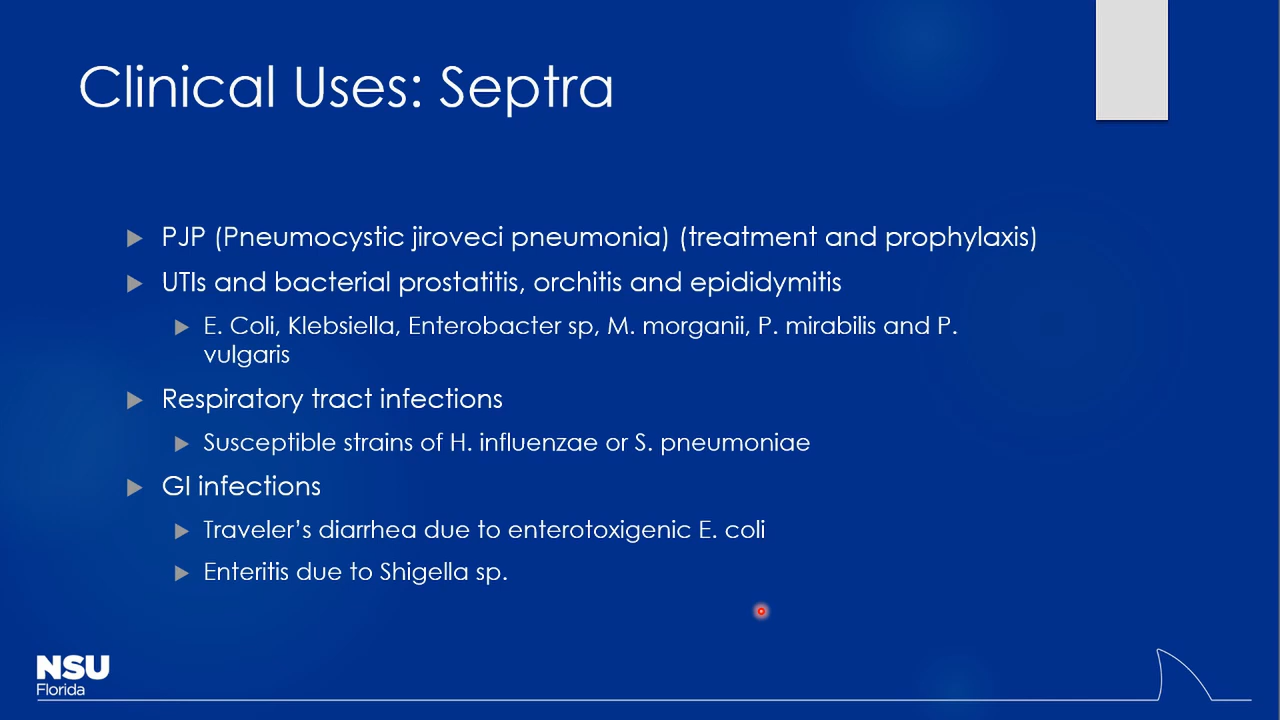 Clinical Uses: Septra
PJP (Pneumocystic jiroveci pneumonia) (treatment and prophylaxis)
UTIs and bacterial prostatitis, orchitis and epididymitis
E. Coli, Klebsiella, Enterobacter sp, M. morganii, P. mirabilis and P.
vulgaris
Respiratory tract infections
Susceptible strains of H. influenzae or S. pneumoniae
GI infections
Traveler’s diarrhea due to enterotoxigenic E. coli
Enteritis due to Shigella sp.
NSU
Florida